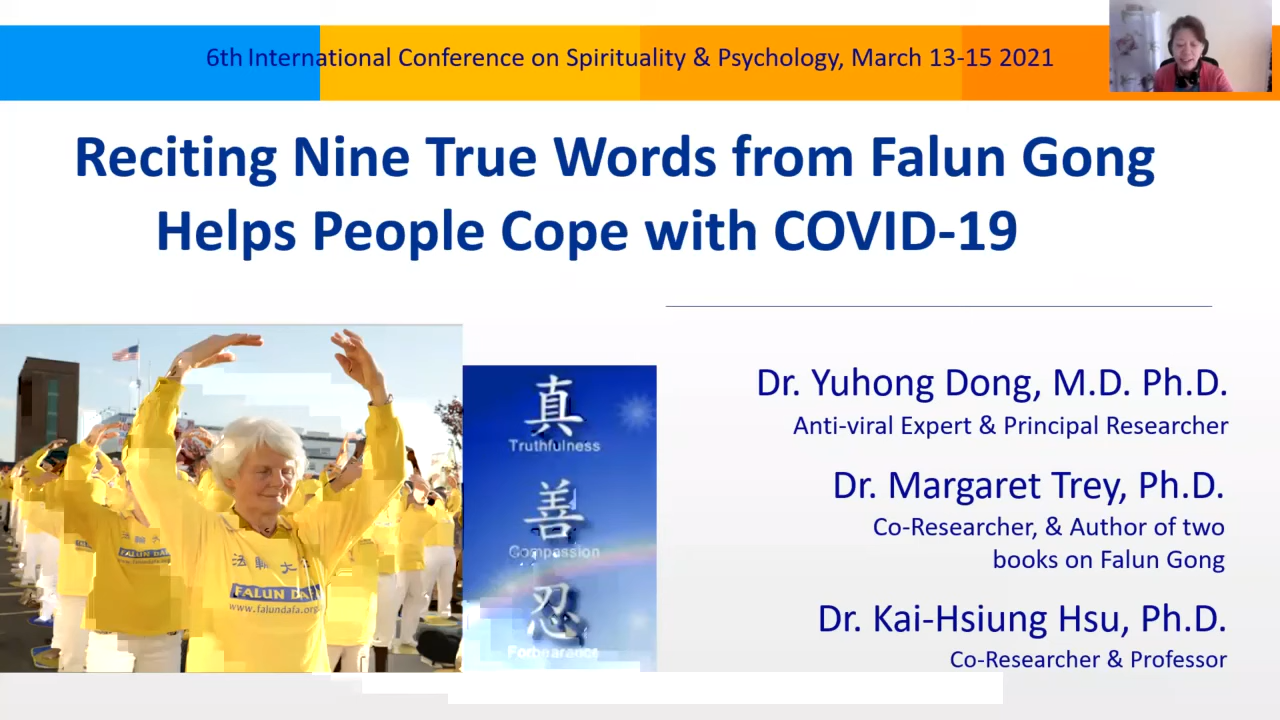 6th International Conference on Spirituality & Psychology, March 13-15 2021
Reciting Nine True Words from Falun Gong
Helps People Cope with COVID-19
真
Truthfulness
善
Compassion
忍
Forbearance
法輪大
FALUN DA
www.falundafa.org
FALUN DA
Dr. Yuhong Dong, M.D. Ph.D.
Anti-viral Expert & Principal Researcher
Dr. Margaret Trey, Ph.D.
Co-Researcher, & Author of two
books on Falun Gong
Dr. Kai-Hsiung Hsu, Ph.D.
Co-Researcher & Professor